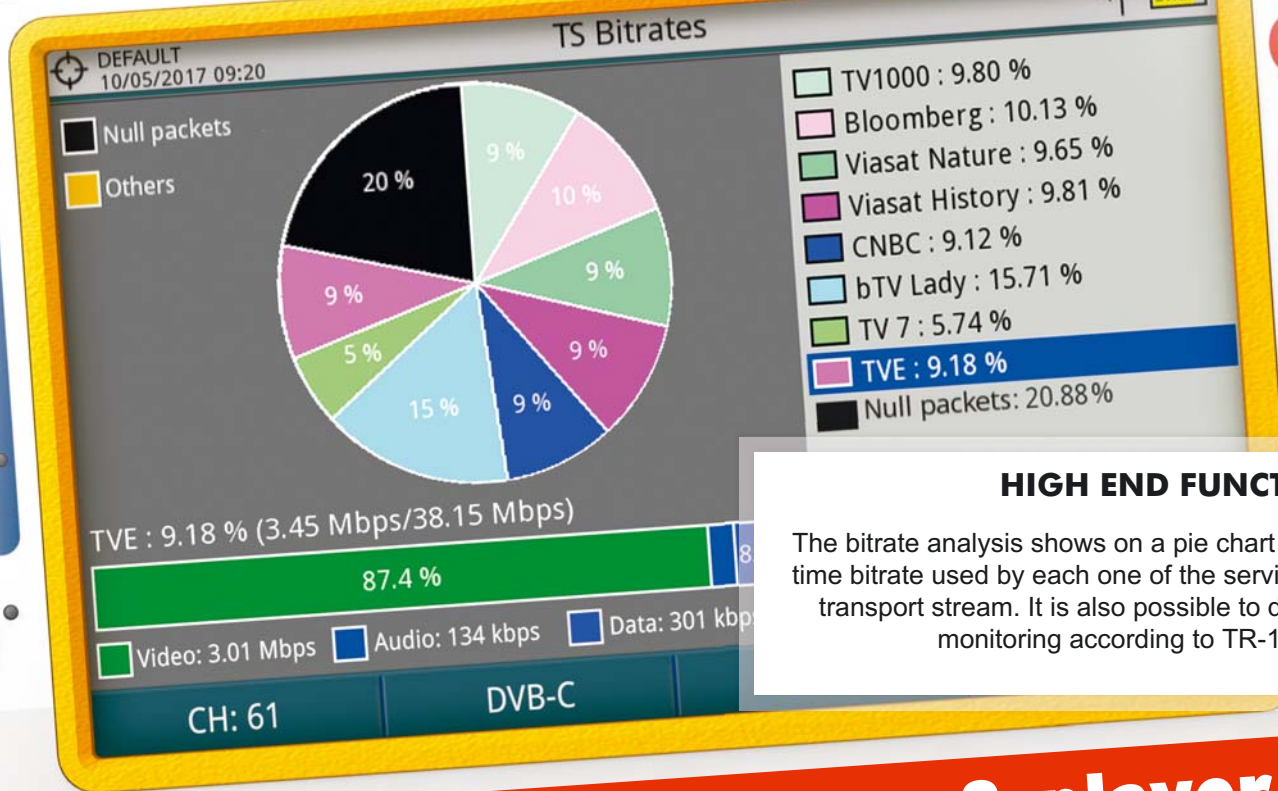 TS Bitrates
DEFAULT
10/05/2017 09:20
Null packets
Others
20 %
9 %
10 %
9 %
9 %
9 %
15 %
5 %
9 %
TV1000 : 9.80 %
Bloomberg : 10.13 %
Viasat Nature : 9.65 %
Viasat History : 9.81 %
CNBC : 9.12 %
bTV Lady : 15.71 %
TV 7 : 5.74 %
TVE : 9.18 %
Null packets: 20.88%
TVE : 9.18 % (3.45 Mbps/38.15 Mbps)
87.4 %
8.
Video: 3.01 Mbps
Audio: 134 kbps
Data: 301 kbps
CH: 61
DVB-C
HIGH END FUNCT
The bitrate analysis shows on a pie chart
time bitrate used by each one of the servi
transport stream. It is also possible to
monitoring according to TR-1